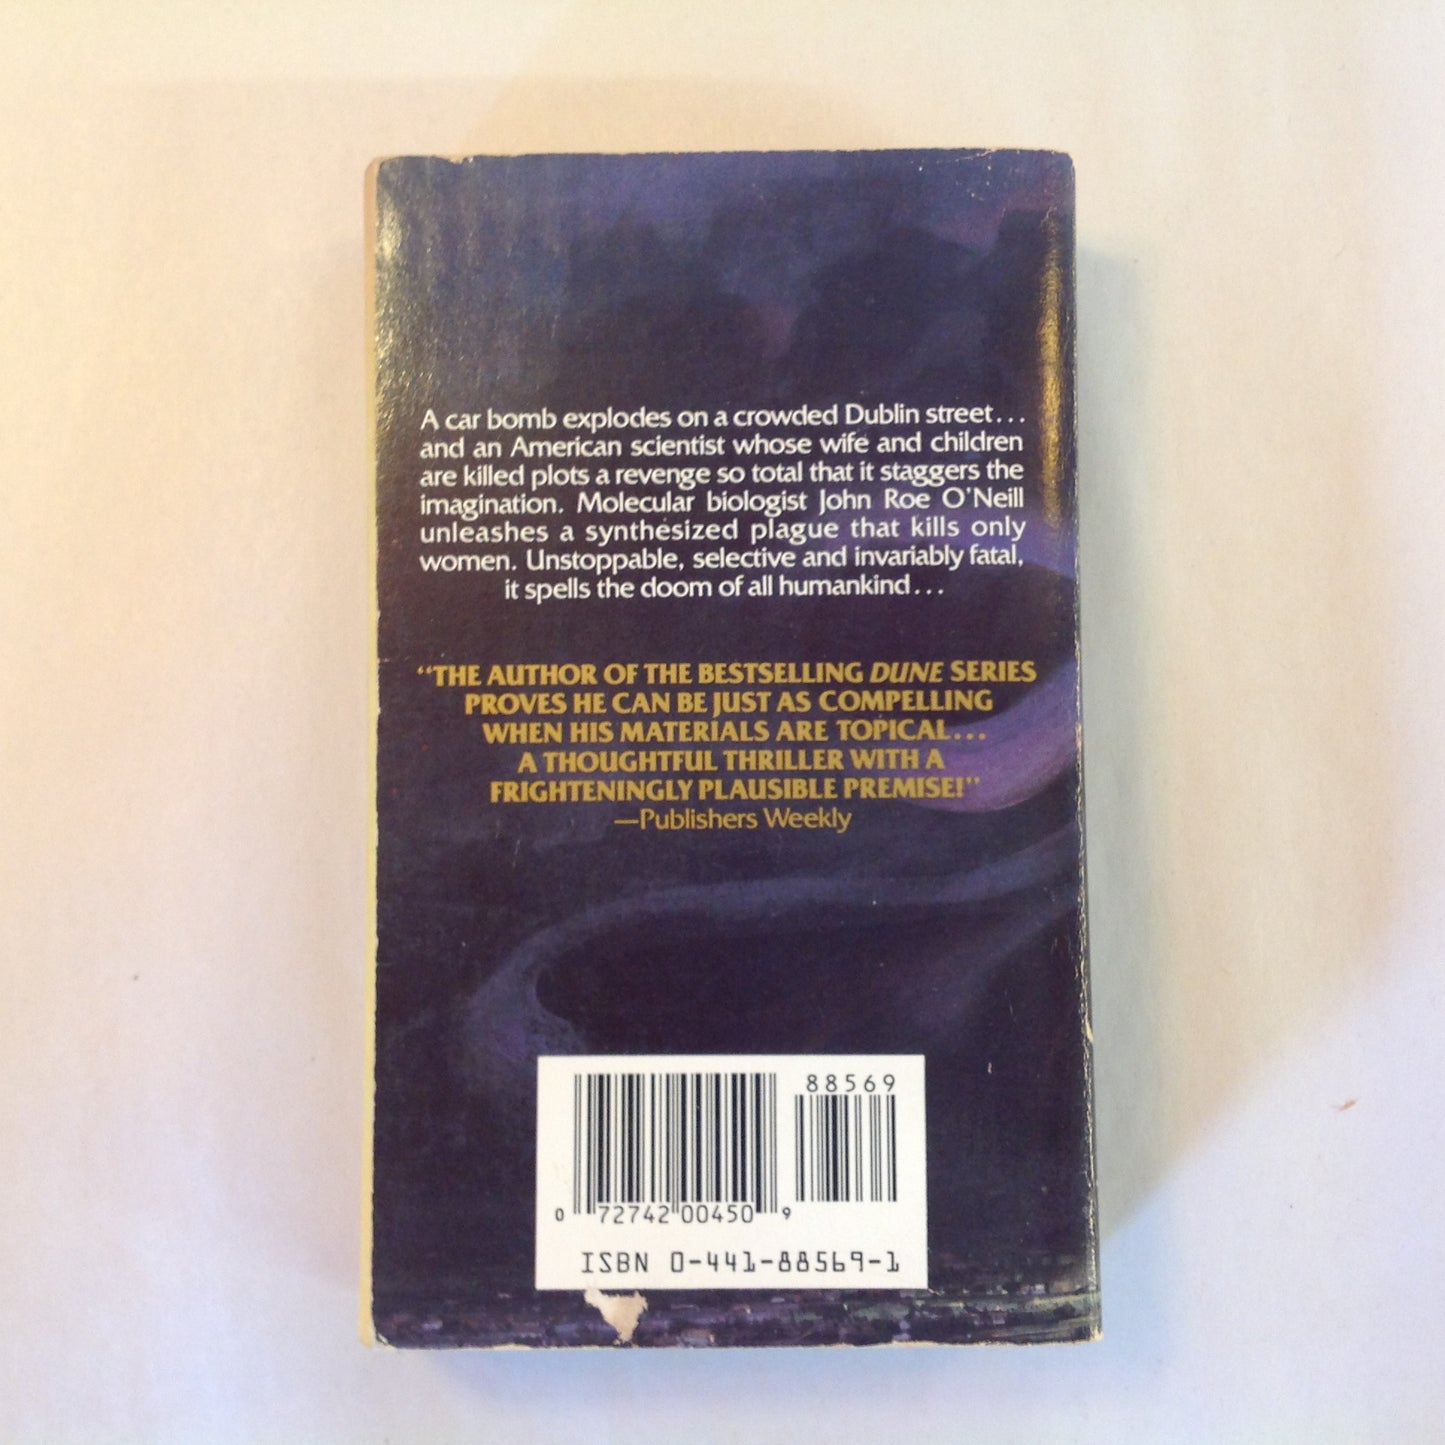 A car bomb explodes on a crowded Dublin street...
and an American scientist whose wife and children
are killed plots a revenge so total that it staggers the
imagination. Molecular biologist John Roe O'Neill
unleashes a synthesized plague that kills only
women. Unstoppable, selective and invariably fatal,
it spells the doom of all humankind...
"THE AUTHOR OF THE BESTSELLING DUNE SERIES
PROVES HE CAN BE JUST AS COMPELLING
WHEN HIS MATERIALS ARE TOPICAL...
A THOUGHTFUL THRILLER WITH A
FRIGHTENINGLY PLAUSIBLE PREMISE!"
—Publishers Weekly
88569
0 72742 00450 9
ISBN 0-441-88569-1